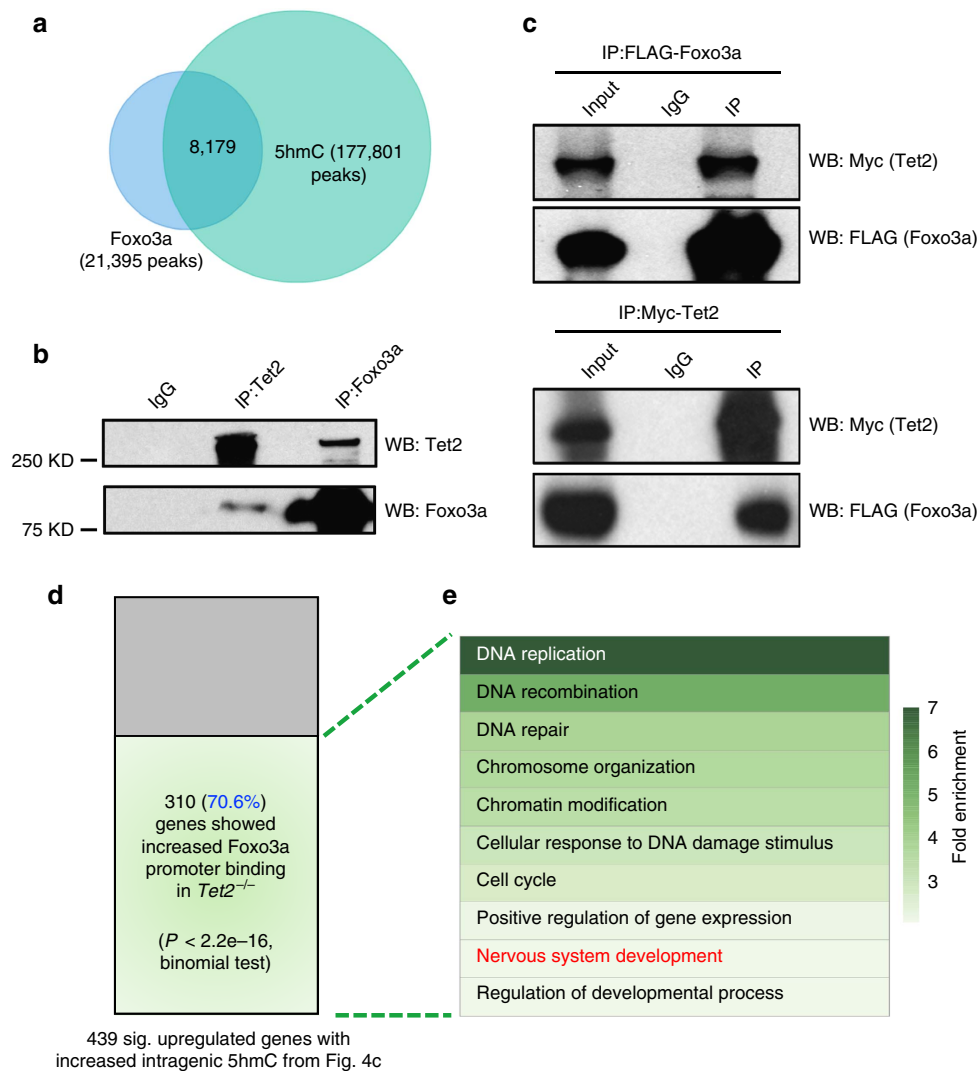 a
8,179
5hmC (177,801
peaks)
Foxo3a
(21,395 peaks)
b
IgG
IP:Tet2
IP:Foxo3a
WB: Tet2
250 KD
WB: Foxo3a
75 KD
c
IP:FLAG-Foxo3a
Input
IgG
IP
WB: Myc (Tet2)
WB: FLAG (Foxo3a)
IP:Myc-Tet2
Input
IgG
IP
WB: Myc (Tet2)
WB: FLAG (Foxo3a)
d
310 (70.6%)
genes showed
increased Foxo3a
promoter binding
in Tet2–/–
(P < 2.2e–16,
binomial test)
439 sig. upregulated genes with
increased intragenic 5hmC from Fig. 4c
e
DNA replication
DNA recombination
DNA repair
Chromosome organization
Chromatin modification
Cellular response to DNA damage stimulus
Cell cycle
Positive regulation of gene expression
Nervous system development
Regulation of developmental process
7
6
5
4
3
Fold enrichment